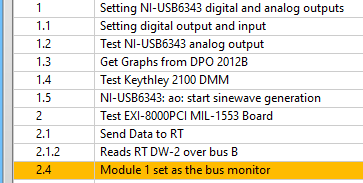 1 Setting NI-USB6343 digital and analog outputs
1.1 Setting digital output and input
1.2 Test NI-USB6343 analog output
1.3 Get Graphs from DPO 2012B
1.4 Test Keythley 2100 DMM
1.5 NI-USB6343: ao: start sinewave generation
2 Test EXI-8000PCI MIL-1553 Board
2.1 Send Data to RT
2.1.2 Reads RT DW-2 over bus B
2.4 Module 1 set as the bus monitor